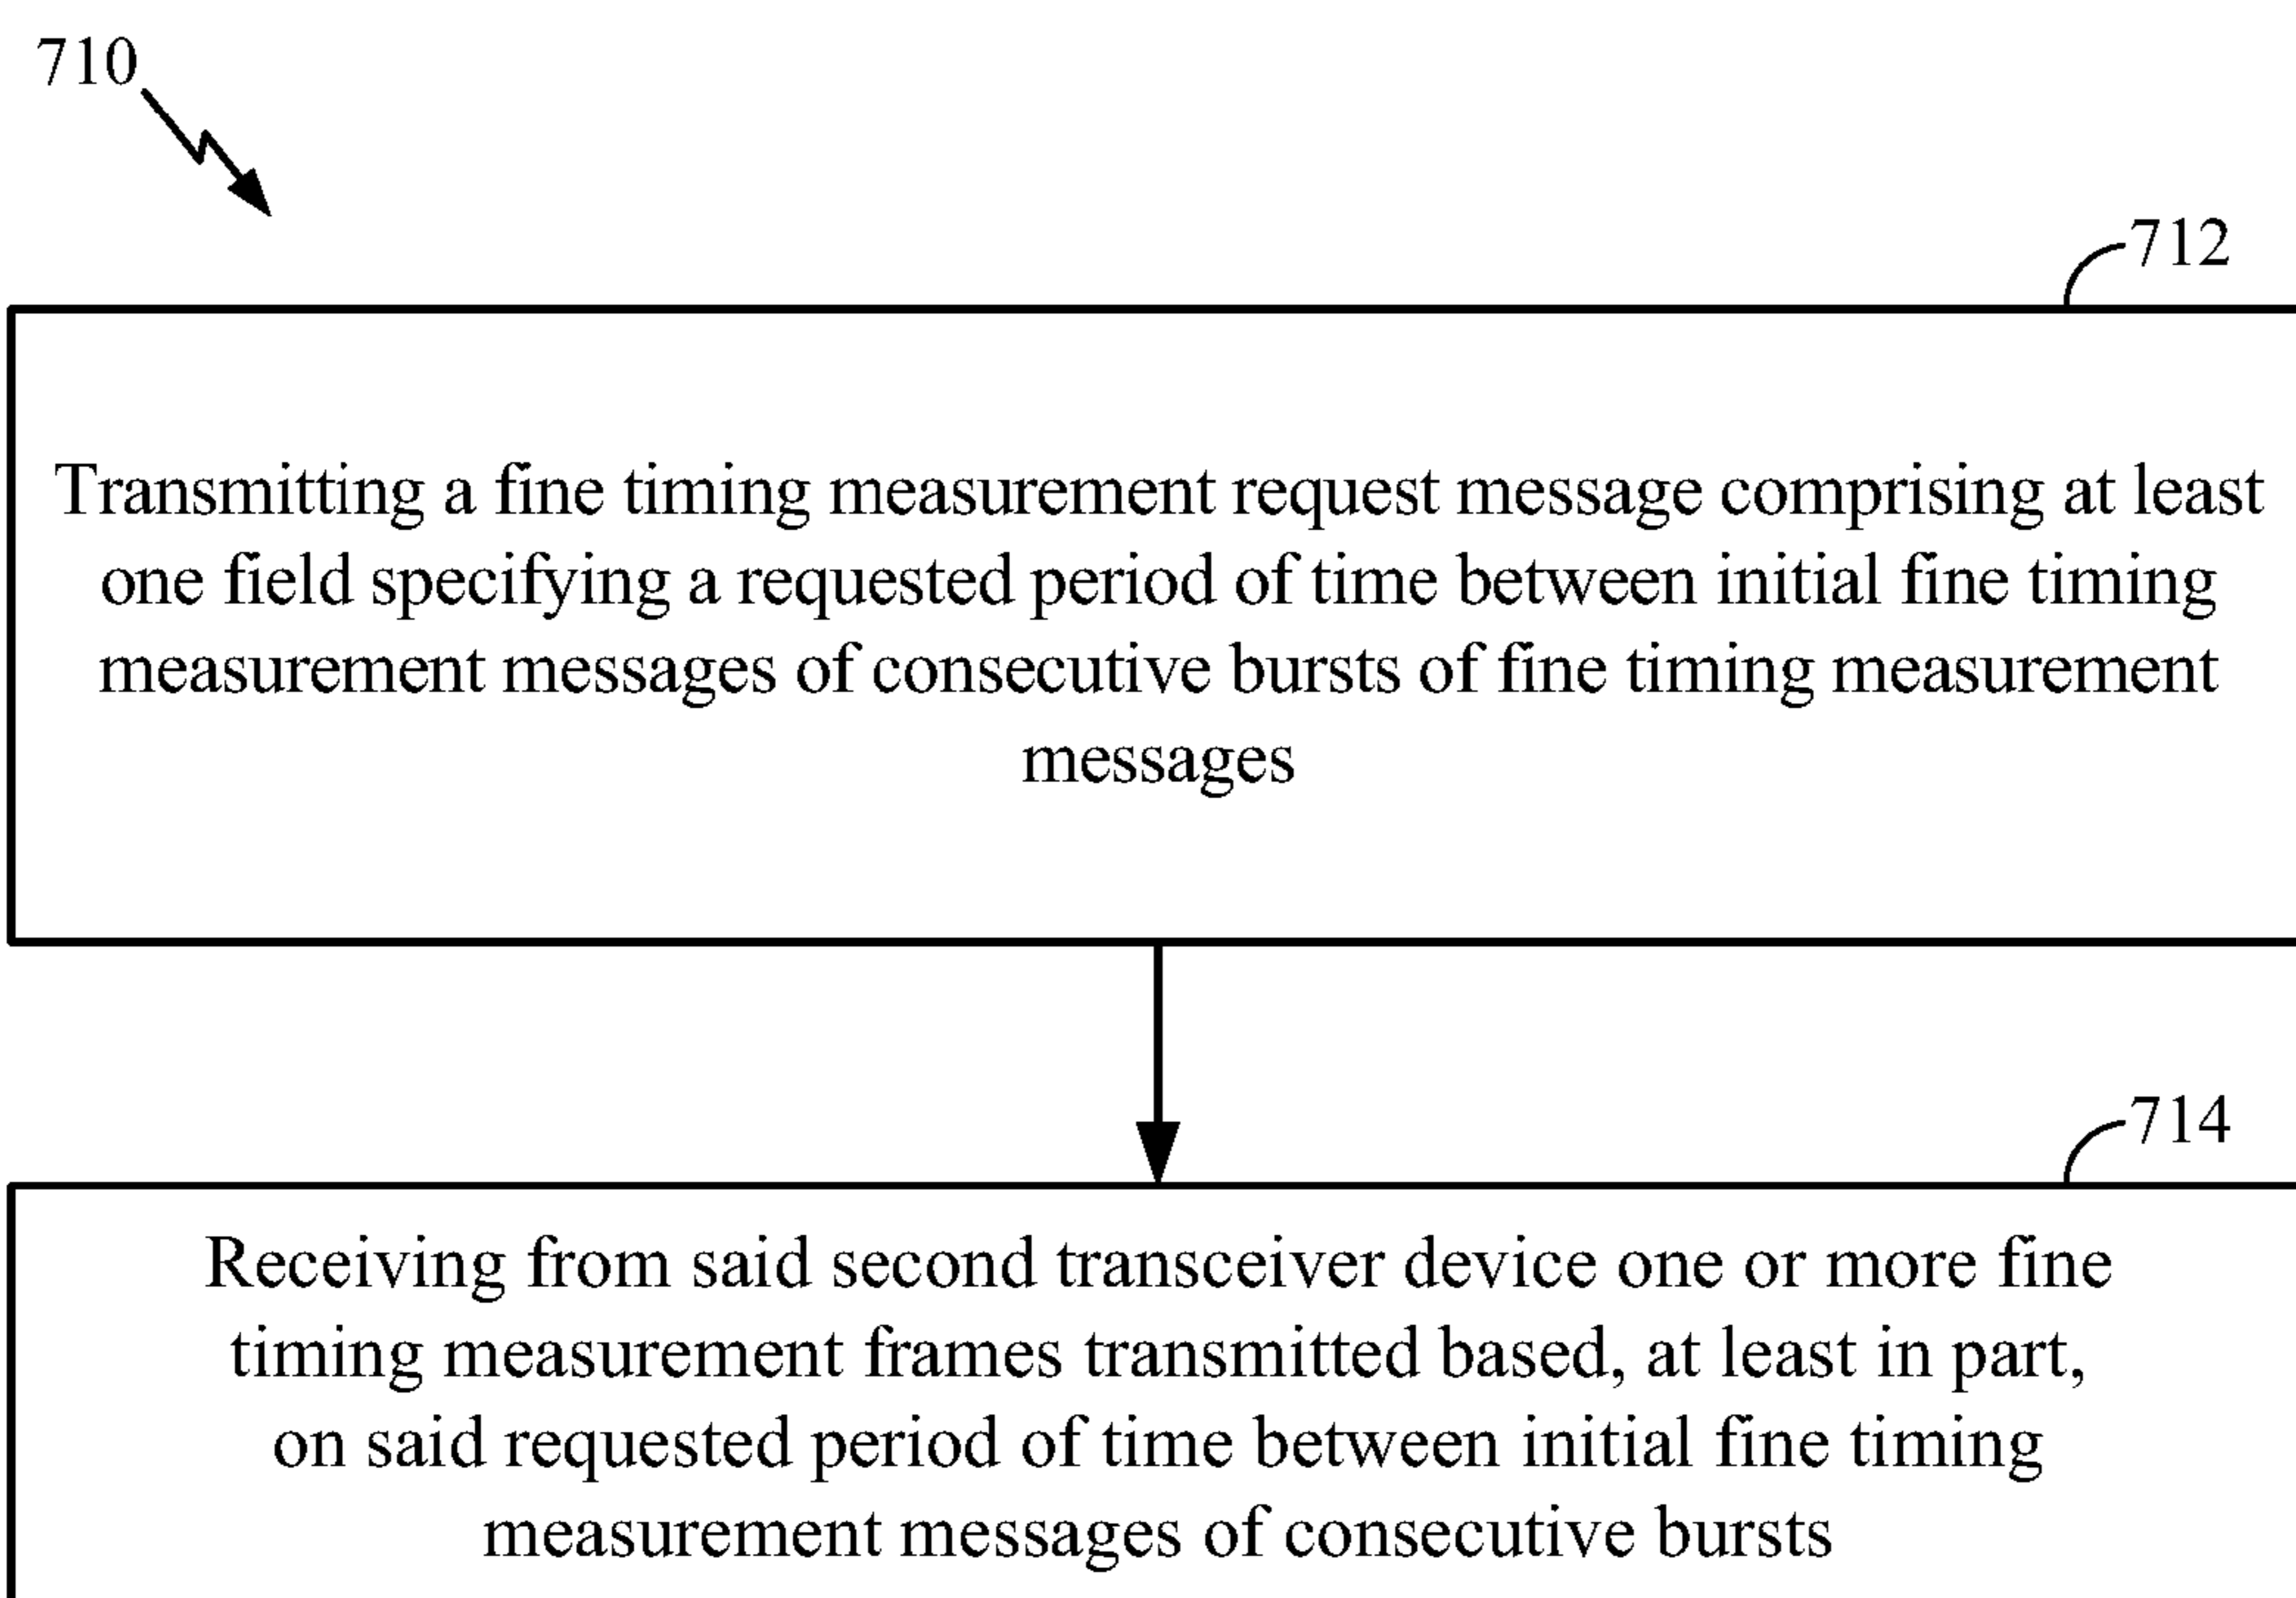 710
712
Transmitting a fine timing measurement request message comprising at least
one field specifying a requested period of time between initial fine timing
measurement messages of consecutive bursts of fine timing measurement
messages
714
Receiving from said second transceiver device one or more fine
timing measurement frames transmitted based, at least in part,
on said requested period of time between initial fine timing
measurement messages of consecutive bursts